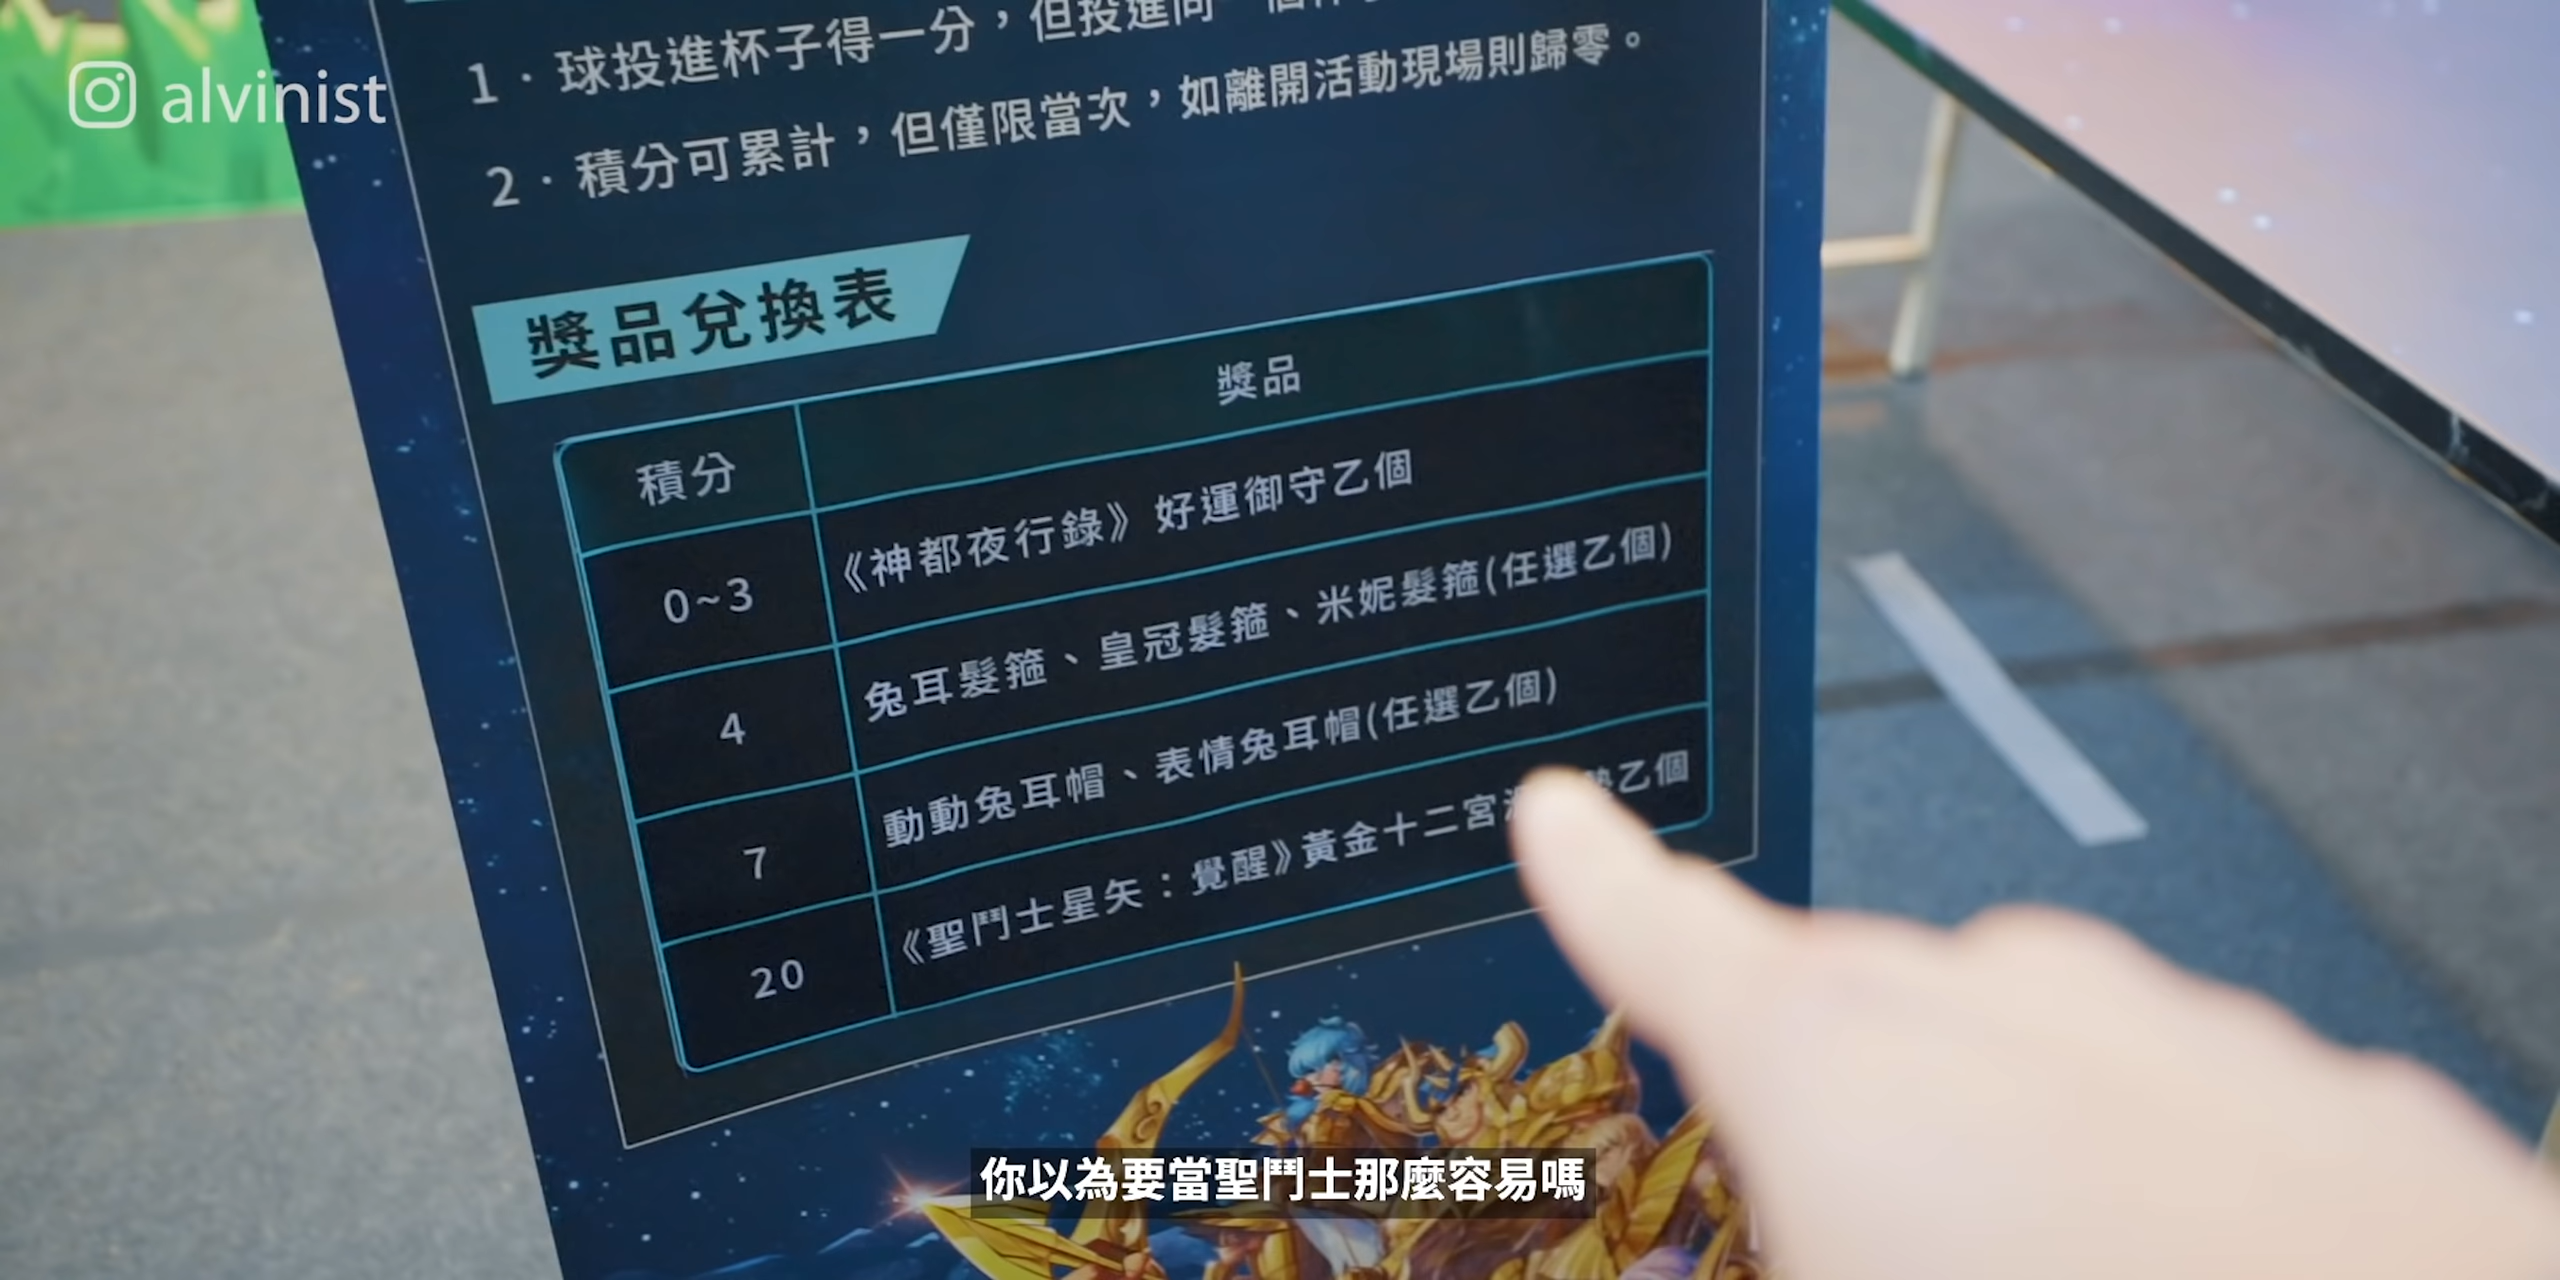 alvinist
1．球投進杯子得一分，但投進同一個
2．積分可累計，但僅限當次，如離開活動現場則歸零。
獎品兌換表
積分 獎品
0~3 《神都夜行錄》好運御守乙個
4 兔耳髮箍、皇冠髮箍、米妮髮箍(任選乙個)
7 動動兔耳帽、表情兔耳帽(任選乙個)
20 《聖鬥士星矢：覺醒》黃金十二宮 乙個
你以為要當聖鬥士那麼容易嗎